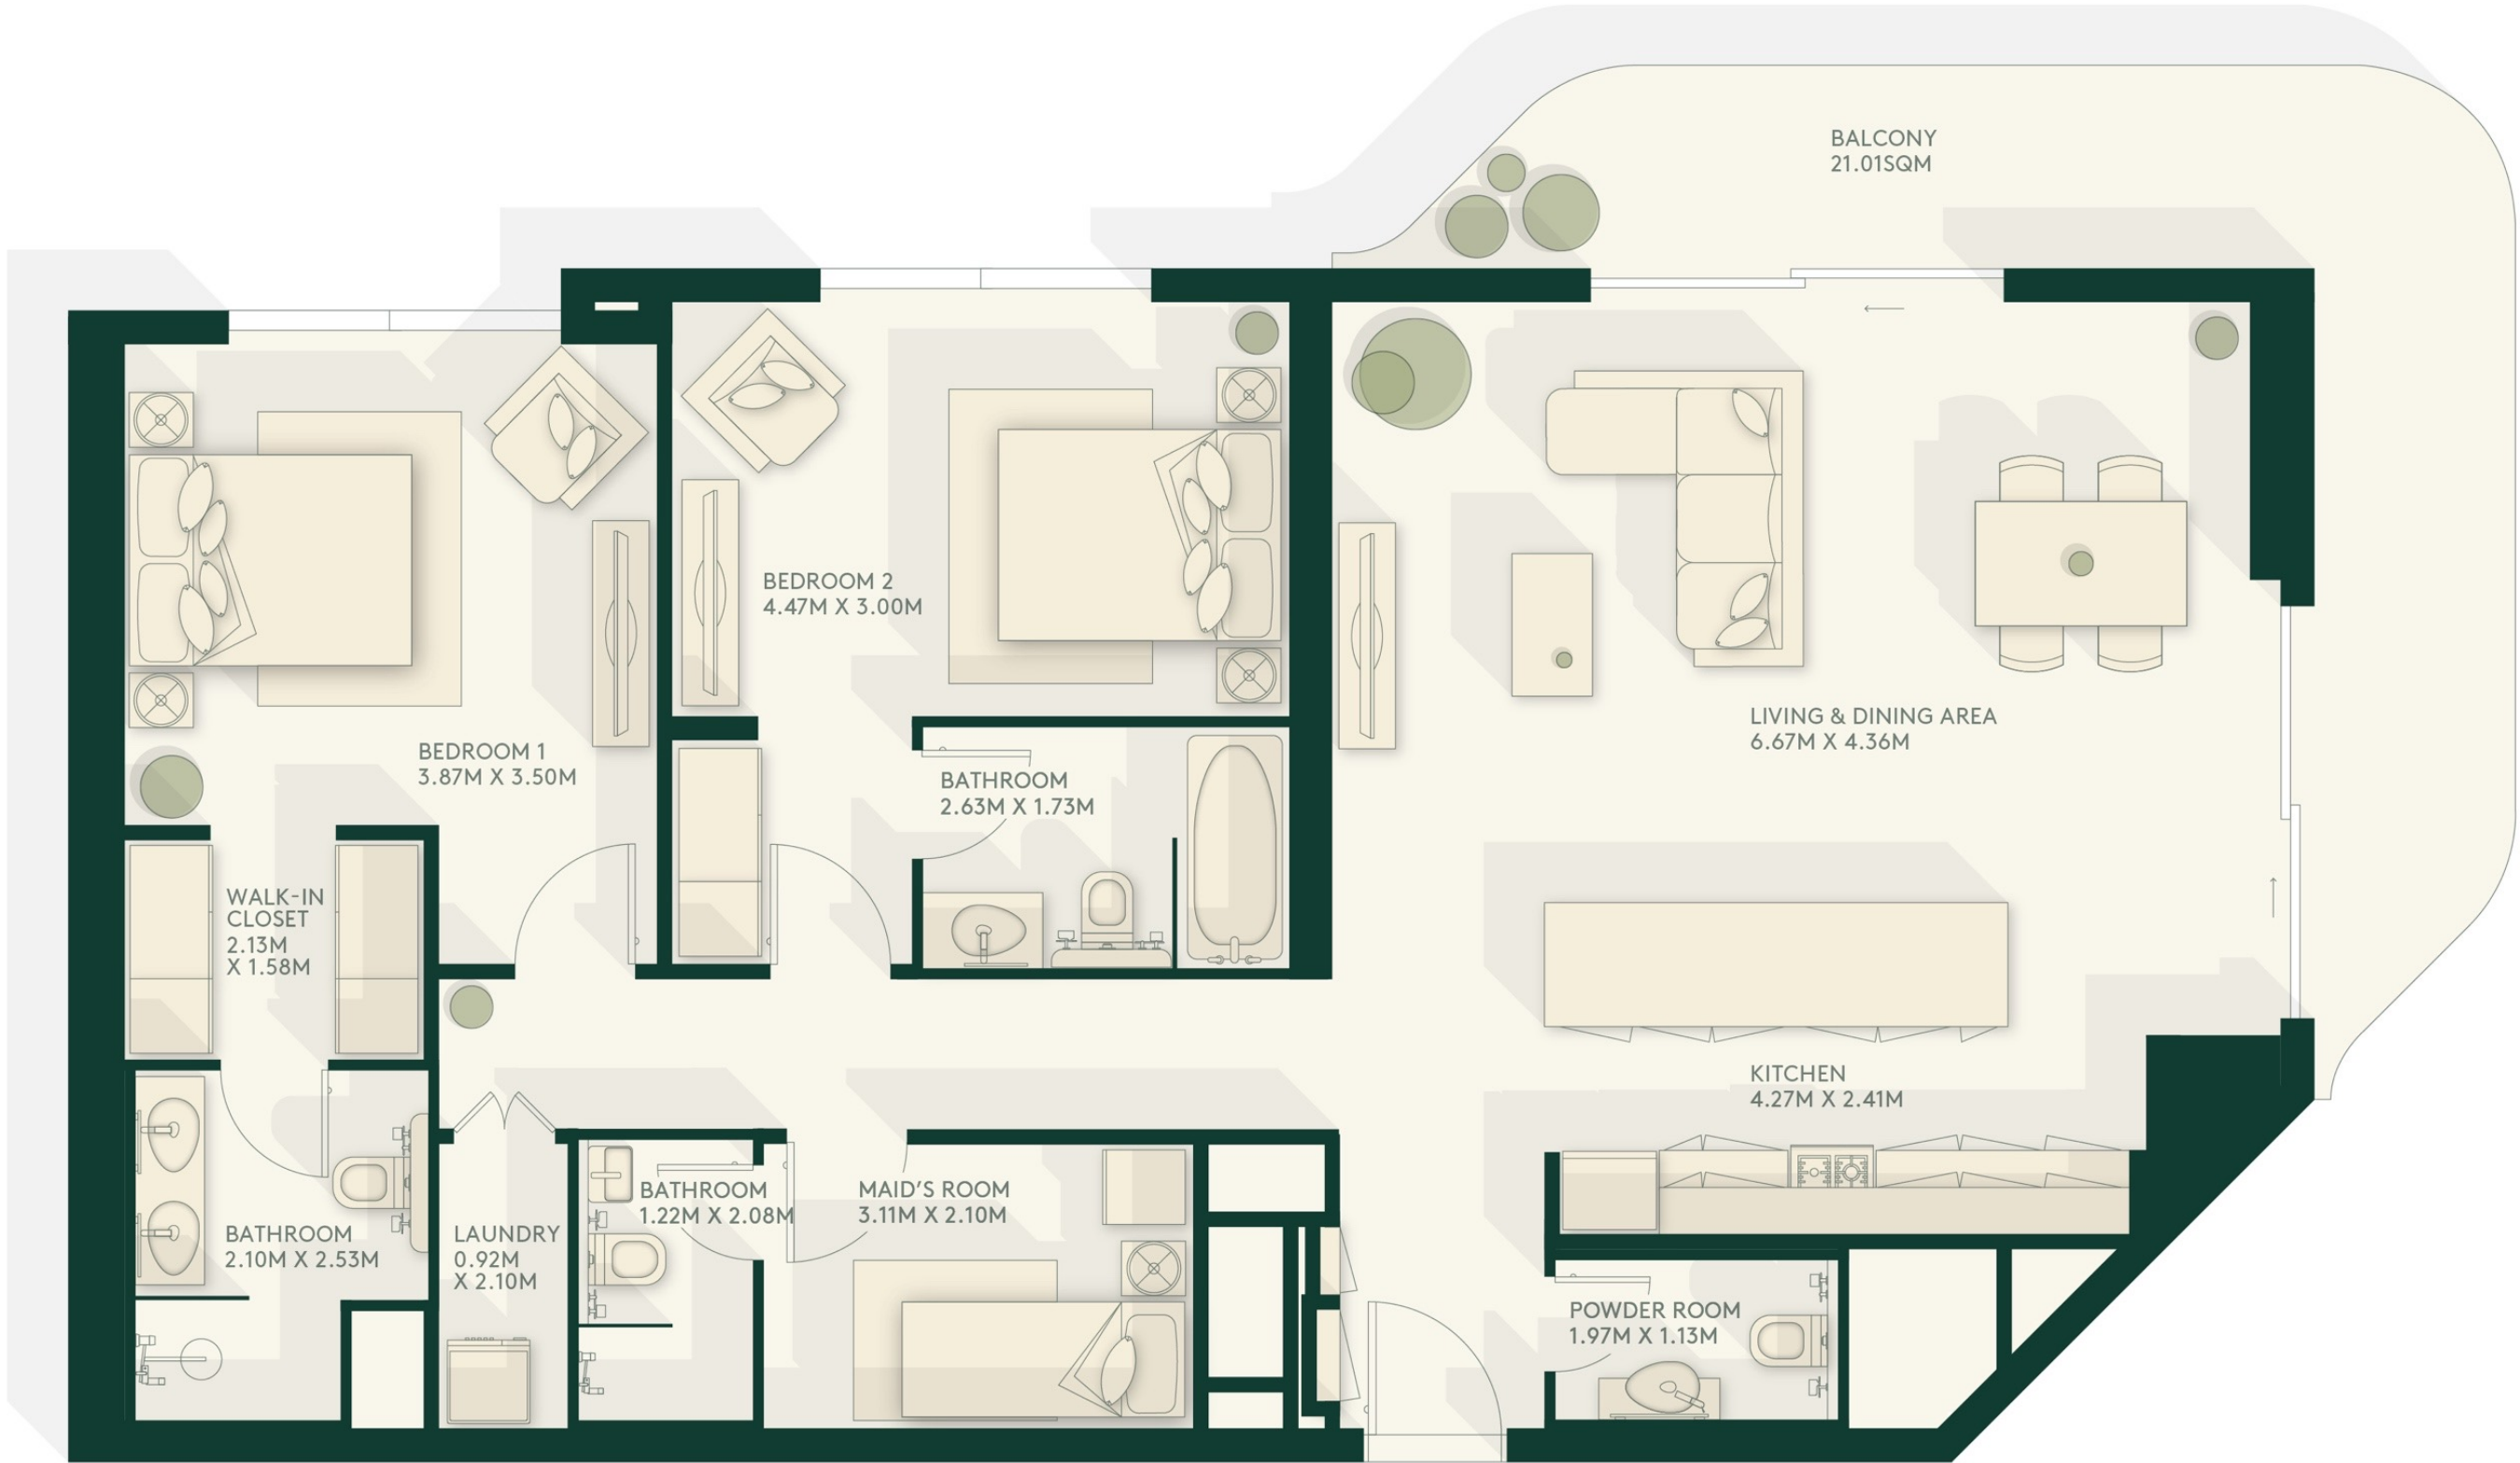 BALCONY
21.01SQM
BEDROOM 2
4.47M X 3.00M
LIVING & DINING AREA
6.67M X 4.36M
BEDROOM 1
3.87M X 3.50M
BATHROOM
2.63M X 1.73M
WALK-IN
CLOSET
2.13M
X 1.58M
KITCHEN
4.27M X 2.41M
BATHROOM
2.10M X 2.53M
LAUNDRY
0.92M
X 2.10M
BATHROOM
1.22M X 2.08M
MAID'S ROOM
3.11M X 2.10M
POWDER ROOM
1.97M X 1.13M